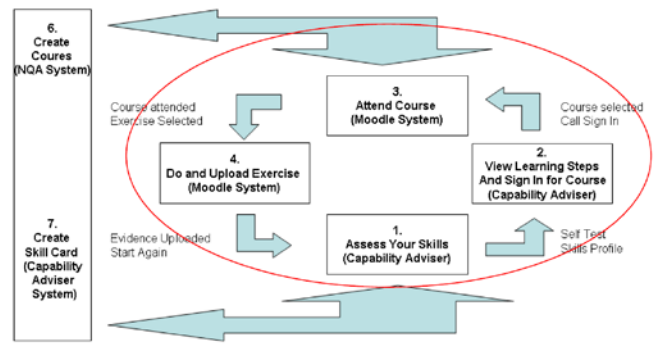 6.
Create
Coures
(NQA System)
7.
Create
Skill Card
(Capability
Adviser
System)
3.
Attend Course
(Moodle System)
Course attended
Exercise Selected
Course selected
Call Sign In
4.
Do and Upload Exercise
(Moodle System)
2.
View Learning Steps
And Sign In for Course
(Capability Adviser)
Evidence Uploaded
Start Again
1.
Assess Your Skills
(Capability Adviser)
Self Test
Skills Profile